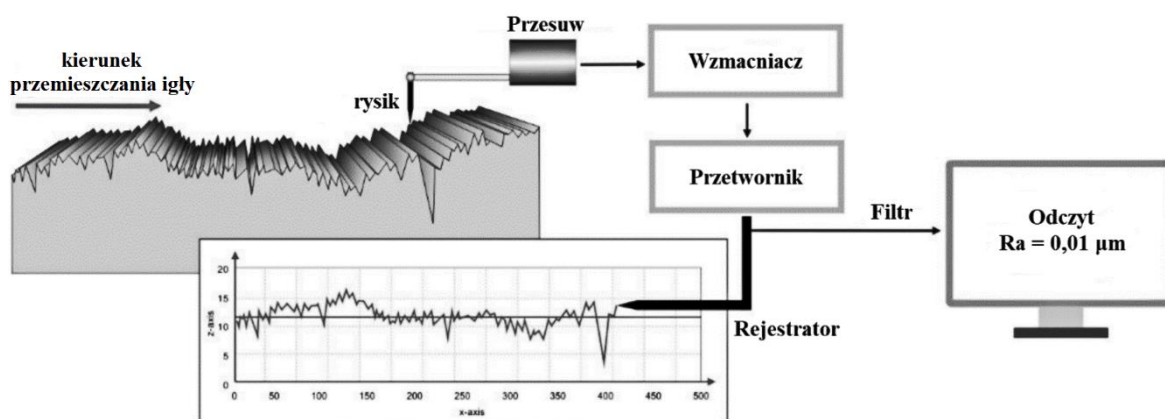 kierunek
przemieszczania igły
Przesuw
rysik
Wzmacniacz
Przetwornik
Filtr
Odczyt
Ra = 0,01 µm
Rejestrator
z-axis
20
15
10
5
0
0 50 100 150 200 250 300 350 400 450 500
x-axis